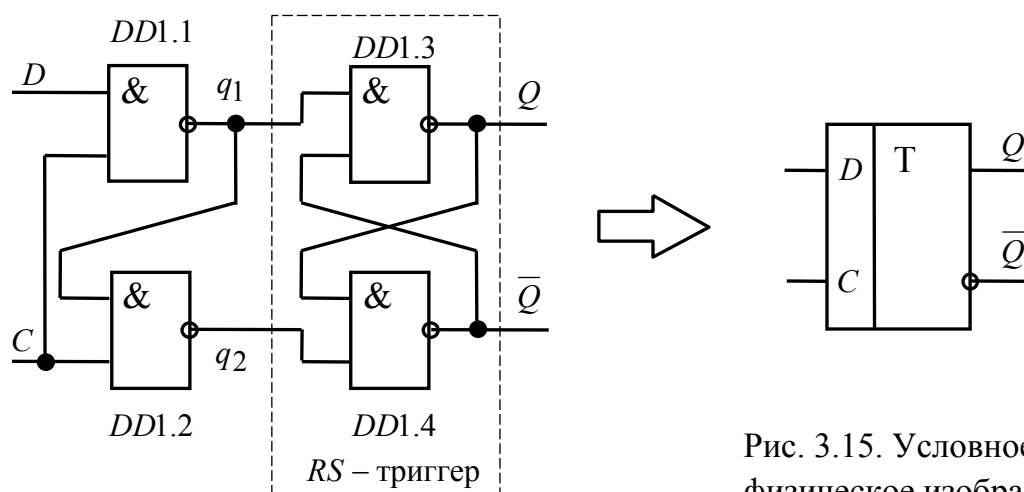 DD1.1
DD1.3
D
&
q1
&
Q
C
&
q2
&
Q̅
DD1.2
DD1.4
RS – триггер
D
T
Q
C
Q̅
Рис. 3.15. Условное